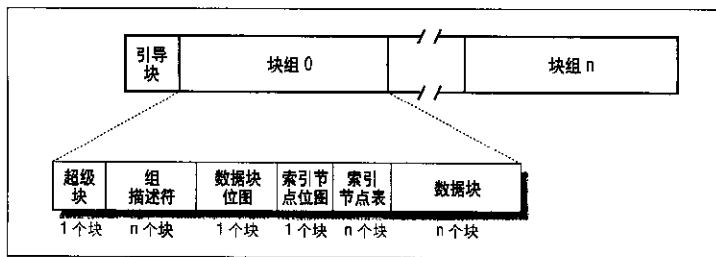 引导
块
块组 0
块组 n
超级
块
组
描述符
数据块
位图
索引节
点位图
索引
节点表
数据块
1 个块
n 个块
1 个块
1 个块
n 个块
n 个块